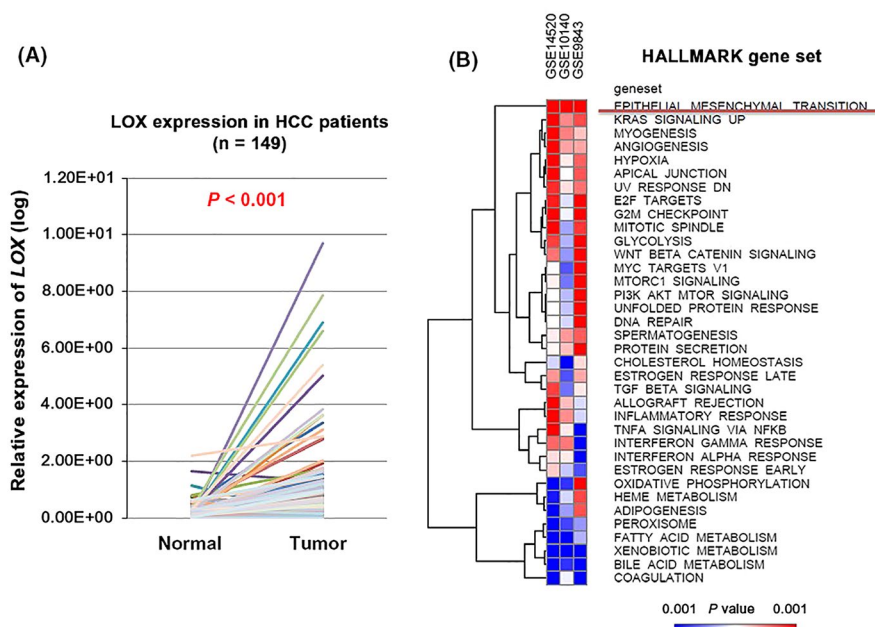 (A)
LOX expression in HCC patients
(n = 149)
P < 0.001
Relative expression of LOX (log)
1.20E+01
1.00E+01
8.00E+00
6.00E+00
4.00E+00
2.00E+00
0.00E+00
Normal
Tumor
(B)
GSE14520
GSE10140
GSE9843
HALLMARK gene set
geneset
EPITHELIAL MESENCHYMAL TRANSITION
KRAS SIGNALING UP
MYOGENESIS
ANGIOGENESIS
HYPOXIA
APICAL JUNCTION
UV RESPONSE DN
E2F TARGETS
G2M CHECKPOINT
MITOTIC SPINDLE
GLYCOLYSIS
WNT BETA CATENIN SIGNALING
MYC TARGETS V1
MTORC1 SIGNALING
PI3K AKT MTOR SIGNALING
UNFOLDED PROTEIN RESPONSE
DNA REPAIR
SPERMATOGENESIS
PROTEIN SECRETION
CHOLESTEROL HOMEOSTASIS
ESTROGEN RESPONSE LATE
TGF BETA SIGNALING
ALLOGRAFT REJECTION
INFLAMMATORY RESPONSE
TNFA SIGNALING VIA NFKB
INTERFERON GAMMA RESPONSE
INTERFERON ALPHA RESPONSE
ESTROGEN RESPONSE EARLY
OXIDATIVE PHOSPHORYLATION
HEME METABOLISM
ADIPOGENESIS
PEROXISOME
FATTY ACID METABOLISM
XENOBIOTIC METABOLISM
BILE ACID METABOLISM
COAGULATION
0.001 P value 0.001